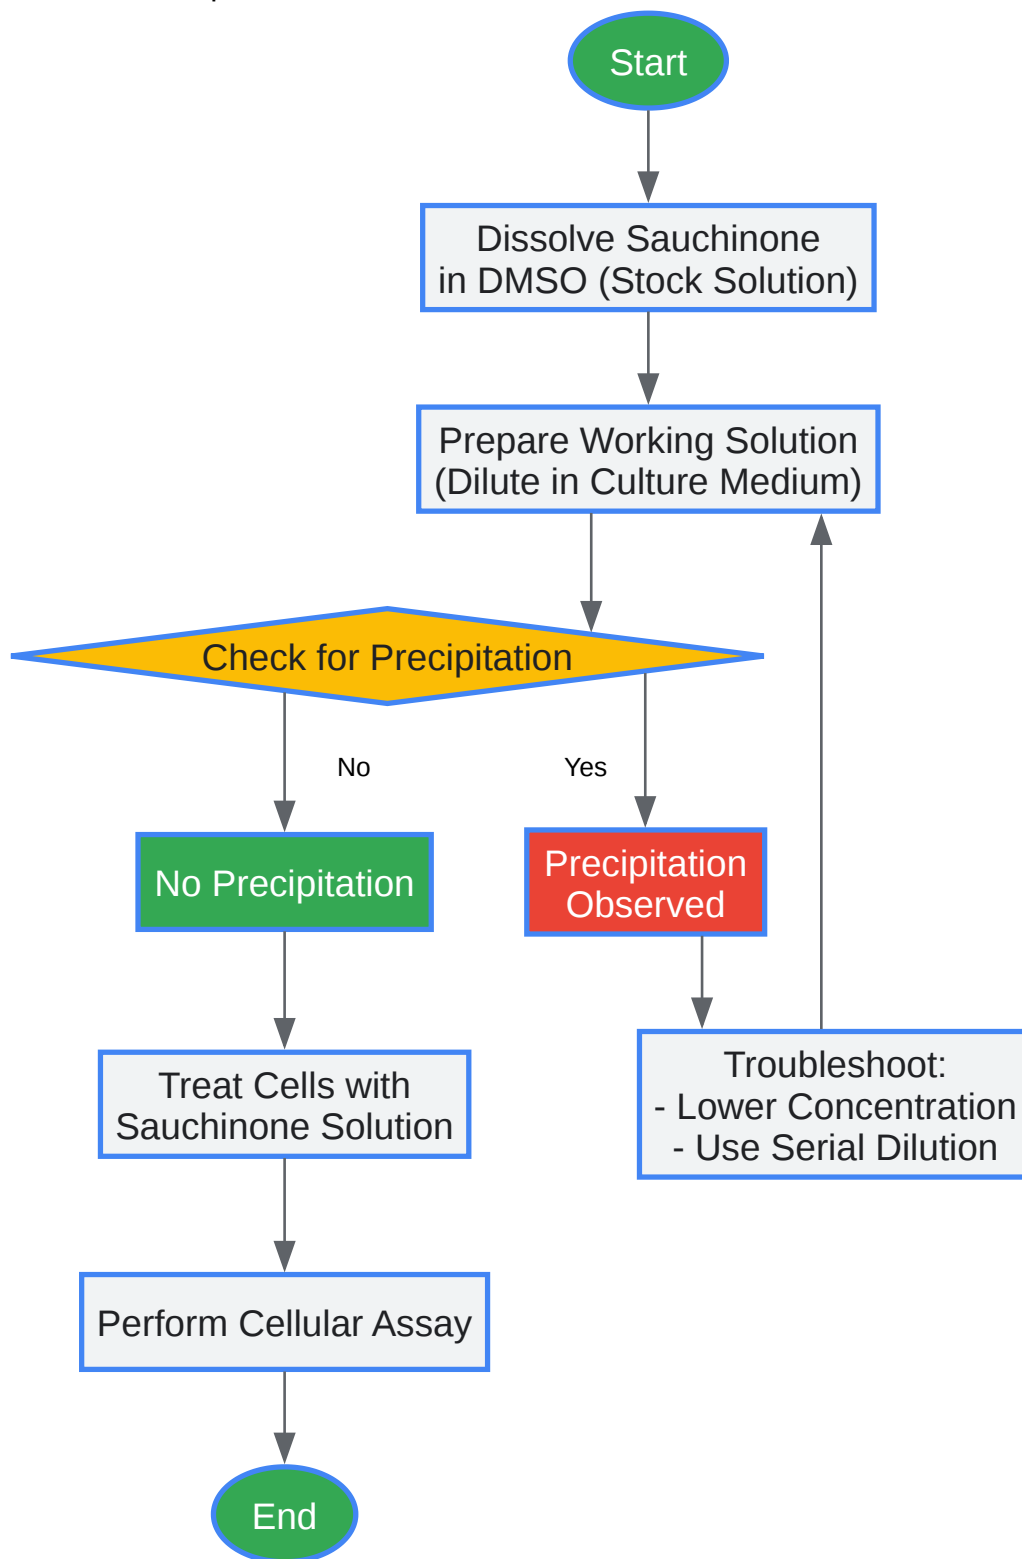 Start
Dissolve Sauchinone
in DMSO (Stock Solution)
Prepare Working Solution
(Dilute in Culture Medium)
Check for Precipitation
No
Yes
No Precipitation
Precipitation
Observed
Treat Cells with
Sauchinone Solution
Troubleshoot:
- Lower Concentration
- Use Serial Dilution
Perform Cellular Assay
End